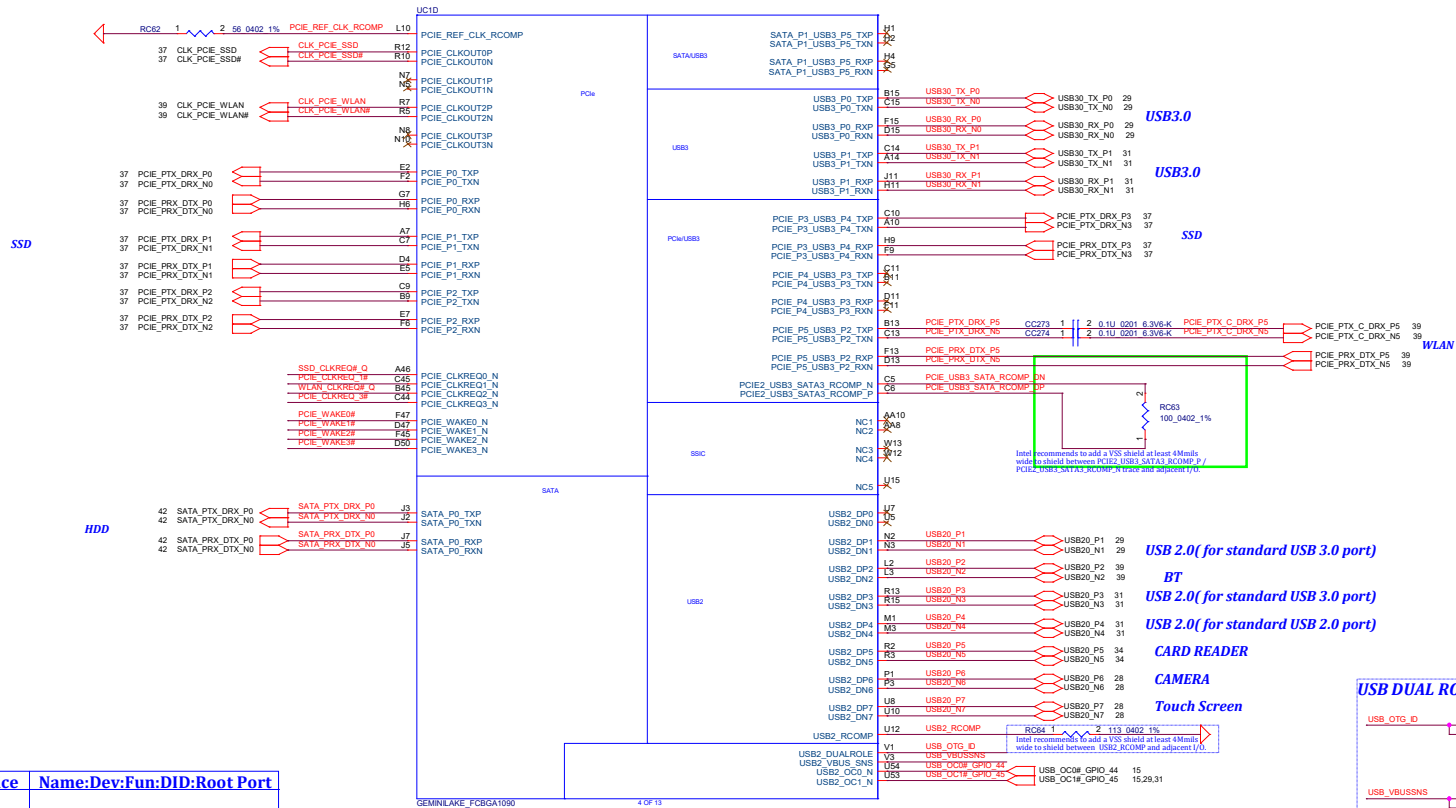 UC1D
RC62 1 2 56_0402_1% PCIE_REF_CLK_RCOMP L10 PCIE_REF_CLK_RCOMP
37 CLK_PCIE_SSD CLK_PCIE_SSD R12 PCIE_CLKOUT0P
37 CLK_PCIE_SSD# CLK_PCIE_SSD# R10 PCIE_CLKOUT0N
N7 PCIE_CLKOUT1P
N5 PCIE_CLKOUT1N
39 CLK_PCIE_WLAN CLK_PCIE_WLAN R7 PCIE_CLKOUT2P
39 CLK_PCIE_WLAN# CLK_PCIE_WLAN# R5 PCIE_CLKOUT2N
N8 PCIE_CLKOUT3P
N10 PCIE_CLKOUT3N
PCIe
SSD
37 PCIE_PTX_DRX_P0 E2 PCIE_P0_TXP
37 PCIE_PTX_DRX_N0 F2 PCIE_P0_TXN
37 PCIE_PRX_DTX_P0 G7 PCIE_P0_RXP
37 PCIE_PRX_DTX_N0 H6 PCIE_P0_RXN
37 PCIE_PTX_DRX_P1 A7 PCIE_P1_TXP
37 PCIE_PTX_DRX_N1 C7 PCIE_P1_TXN
37 PCIE_PRX_DTX_P1 D4 PCIE_P1_RXP
37 PCIE_PRX_DTX_N1 E5 PCIE_P1_RXN
37 PCIE_PTX_DRX_P2 C9 PCIE_P2_TXP
37 PCIE_PTX_DRX_N2 B9 PCIE_P2_TXN
37 PCIE_PRX_DTX_P2 E7 PCIE_P2_RXP
37 PCIE_PRX_DTX_N2 F6 PCIE_P2_RXN
SSD_CLKREQ#_Q A46 PCIE_CLKREQ0_N
PCIE_CLKREQ_1# C45 PCIE_CLKREQ1_N
WLAN_CLKREQ#_Q B45 PCIE_CLKREQ2_N
PCIE_CLKREQ_3# C44 PCIE_CLKREQ3_N
PCIE_WAKE0# F47 PCIE_WAKE0_N
PCIE_WAKE1# D47 PCIE_WAKE1_N
PCIE_WAKE2# F45 PCIE_WAKE2_N
PCIE_WAKE3# D50 PCIE_WAKE3_N
SATA
HDD
42 SATA_PTX_DRX_P0 SATA_PTX_DRX_P0 J3 SATA_P0_TXP
42 SATA_PTX_DRX_N0 SATA_PTX_DRX_N0 J2 SATA_P0_TXN
42 SATA_PRX_DTX_P0 SATA_PRX_DTX_P0 J7 SATA_P0_RXP
42 SATA_PRX_DTX_N0 SATA_PRX_DTX_N0 J5 SATA_P0_RXN
SATA/USB3
SATA_P1_USB3_P5_TXP H1
SATA_P1_USB3_P5_TXN H2
SATA_P1_USB3_P5_RXP H4
SATA_P1_USB3_P5_RXN G5
USB3
USB3_P0_TXP B15 USB30_TX_P0 USB30_TX_P0 29
USB3_P0_TXN C15 USB30_TX_N0 USB30_TX_N0 29
USB3.0
USB3_P0_RXP F15 USB30_RX_P0 USB30_RX_P0 29
USB3_P0_RXN D15 USB30_RX_N0 USB30_RX_N0 29
USB3_P1_TXP C14 USB30_TX_P1 USB30_TX_P1 31
USB3_P1_TXN A14 USB30_TX_N1 USB30_TX_N1 31
USB3.0
USB3_P1_RXP J11 USB30_RX_P1 USB30_RX_P1 31
USB3_P1_RXN H11 USB30_RX_N1 USB30_RX_N1 31
PCIe/USB3
PCIE_P3_USB3_P4_TXP C10 PCIE_PTX_DRX_P3 37
PCIE_P3_USB3_P4_TXN A10 PCIE_PTX_DRX_N3 37
SSD
PCIE_P3_USB3_P4_RXP H9 PCIE_PRX_DTX_P3 37
PCIE_P3_USB3_P4_RXN F9 PCIE_PRX_DTX_N3 37
PCIE_P4_USB3_P3_TXP C11
PCIE_P4_USB3_P3_TXN
PCIE_P4_USB3_P3_RXP D11
PCIE_P4_USB3_P3_RXN
PCIE_P5_USB3_P2_TXP B13 PCIE_PTX_DRX_P5 CC273 1 2 0.1U_0201_6.3V6-K PCIE_PTX_C_DRX_P5 PCIE_PTX_C_DRX_P5 39
PCIE_P5_USB3_P2_TXN C13 PCIE_PTX_DRX_N5 CC274 1 2 0.1U_0201_6.3V6-K PCIE_PTX_C_DRX_N5 PCIE_PTX_C_DRX_N5 39
WLAN
PCIE_P5_USB3_P2_RXP F13 PCIE_PRX_DTX_P5 PCIE_PRX_DTX_P5 39
PCIE_P5_USB3_P2_RXN D13 PCIE_PRX_DTX_N5 PCIE_PRX_DTX_N5 39
PCIE2_USB3_SATA3_RCOMP_N C5 PCIE_USB3_SATA_RCOMP_DN
PCIE2_USB3_SATA3_RCOMP_P C6 PCIE_USB3_SATA_RCOMP_DP
2 RC63 100_0402_1% 1
Intel recommends to add a VSS shield at least 4Mmils
wide to shield between PCIE2_USB3_SATA3_RCOMP_P /
PCIE2_USB3_SATA3_RCOMP_N trace and adjacent I/O.
SSIC
NC1 AA10
NC2 AA8
NC3 W13
NC4 W12
NC5 U15
USB2
USB2_DP0 U7
USB2_DN0 U5
USB2_DP1 N2 USB20_P1 USB20_P1 29
USB2_DN1 N3 USB20_N1 USB20_N1 29
USB 2.0( for standard USB 3.0 port)
USB2_DP2 L2 USB20_P2 USB20_P2 39
USB2_DN2 L3 USB20_N2 USB20_N2 39
BT
USB2_DP3 R13 USB20_P3 USB20_P3 31
USB2_DN3 R15 USB20_N3 USB20_N3 31
USB 2.0( for standard USB 3.0 port)
USB2_DP4 M1 USB20_P4 USB20_P4 31
USB2_DN4 M3 USB20_N4 USB20_N4 31
USB 2.0( for standard USB 2.0 port)
USB2_DP5 R2 USB20_P5 USB20_P5 34
USB2_DN5 R3 USB20_N5 USB20_N5 34
CARD READER
USB2_DP6 P1 USB20_P6 USB20_P6 28
USB2_DN6 P3 USB20_N6 USB20_N6 28
CAMERA
USB2_DP7 U8 USB20_P7 USB20_P7 28
USB2_DN7 U10 USB20_N7 USB20_N7 28
Touch Screen
USB2_RCOMP U12 USB2_RCOMP RC64 1 2 113_0402_1%
Intel recommends to add a VSS shield at least 4Mmils
wide to shield between USB2_RCOMP and adjacent I/O.
USB2_DUALROLE V1 USB_OTG_ID
USB2_VBUS_SNS V3 USB_VBUSSNS
USB2_OC0_N U54 USB_OC0#_GPIO_44 USB_OC0#_GPIO_44 15
USB2_OC1_N U53 USB_OC1#_GPIO_45 USB_OC1#_GPIO_45 15,29,31
GEMINILAKE_FCBGA1090
4 OF 13
USB DUAL RO
USB_OTG_ID
USB_VBUSSNS
ce Name:Dev:Fun:DID:Root Port